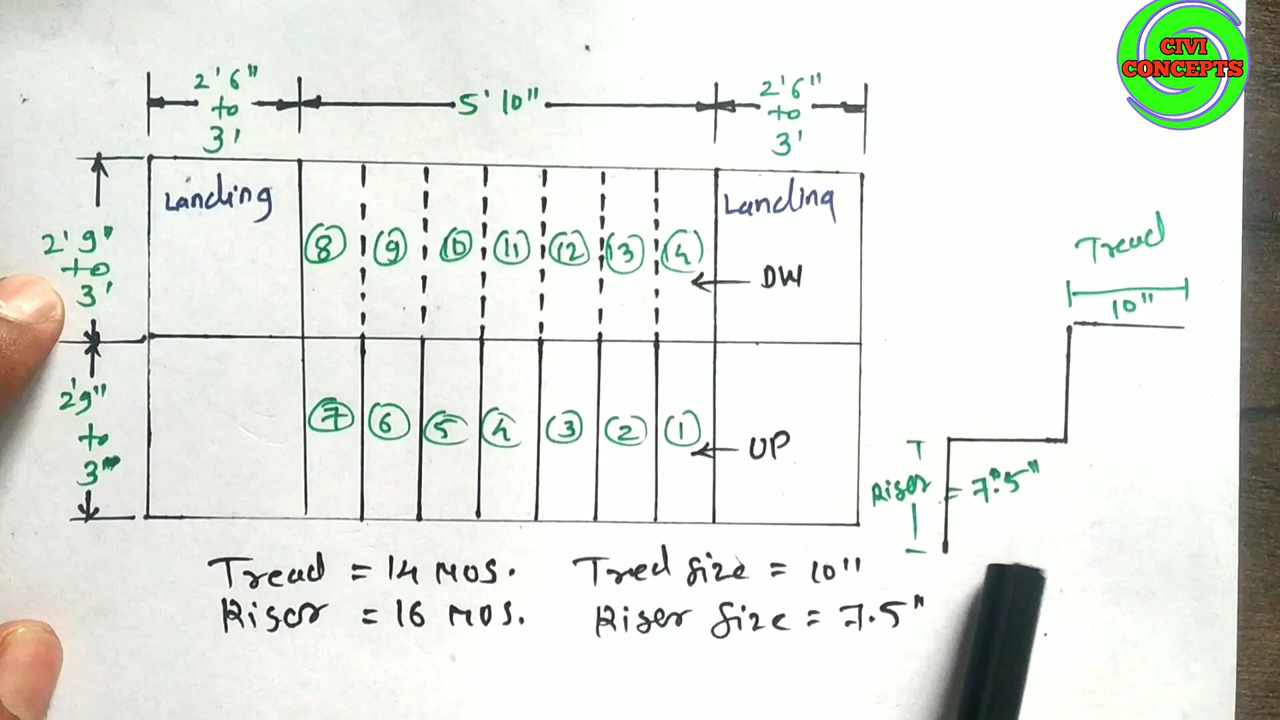 CIVI
CONCEPTS
2'6"
to
3'
5'10"
2'6"
to
3'
Landing
Landing
2'9"
to
3'
8 9 10 11 12 13 14
DW
2'9"
to
3"
7 6 5 4 3 2 1
UP
Tread
10"
Riser = 7.5"
Tread = 14 NOS. Tred Size = 10"
Riser = 16 NOS. Riser Size = 7.5"